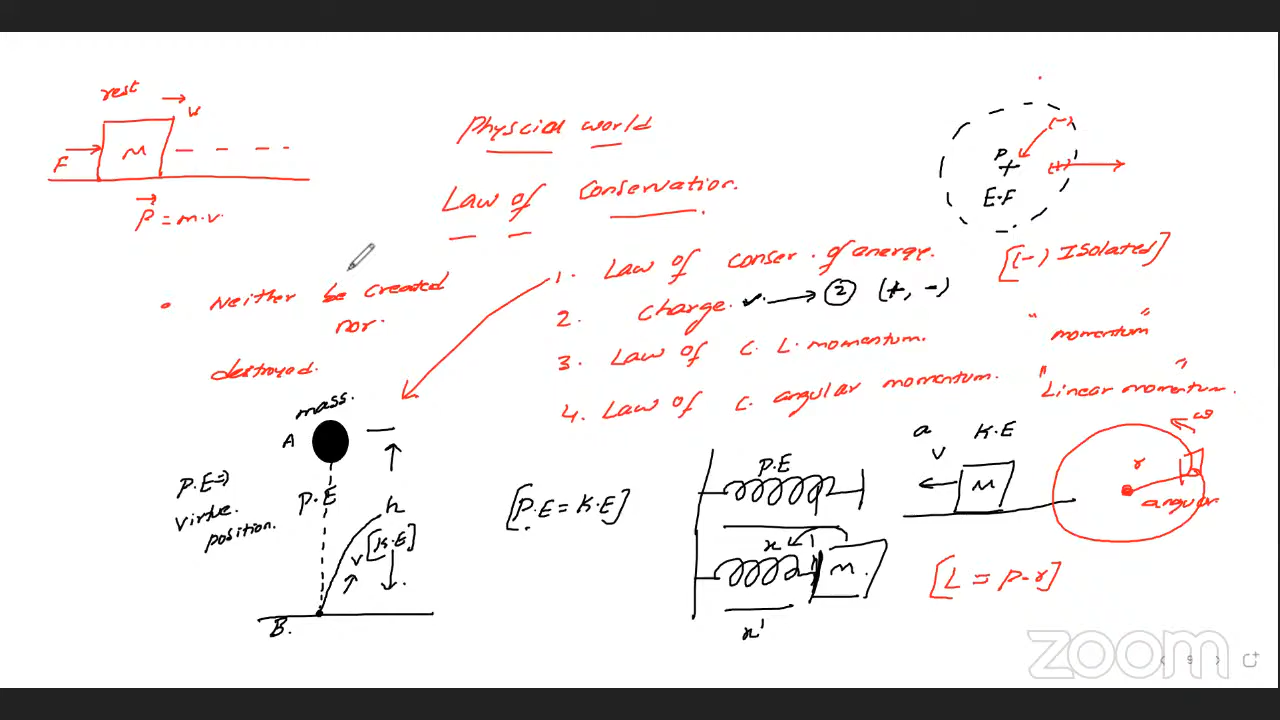 rest
v
F
M
P = m.v.
Physcial world
Law of Conservation.
P
+
E.F
(-)
(+)
[(-) Isolated]
• Neither be created
nor.
destroyed.
1. Law of conser. of energy.
2. charge. ✓. → ② (+, -)
3. Law of C. L. momentum.
4. Law of C. angular momentum.
"momentum"
"Linear momentum".
mass.
A
P.E ⇒
virtue.
position.
P.E
h
v [K.E]
B.
[P.E = K.E]
P.E
x
M
x'
a
v
K.E
M
ω
r
angular
[L = P-r]
zoom
9